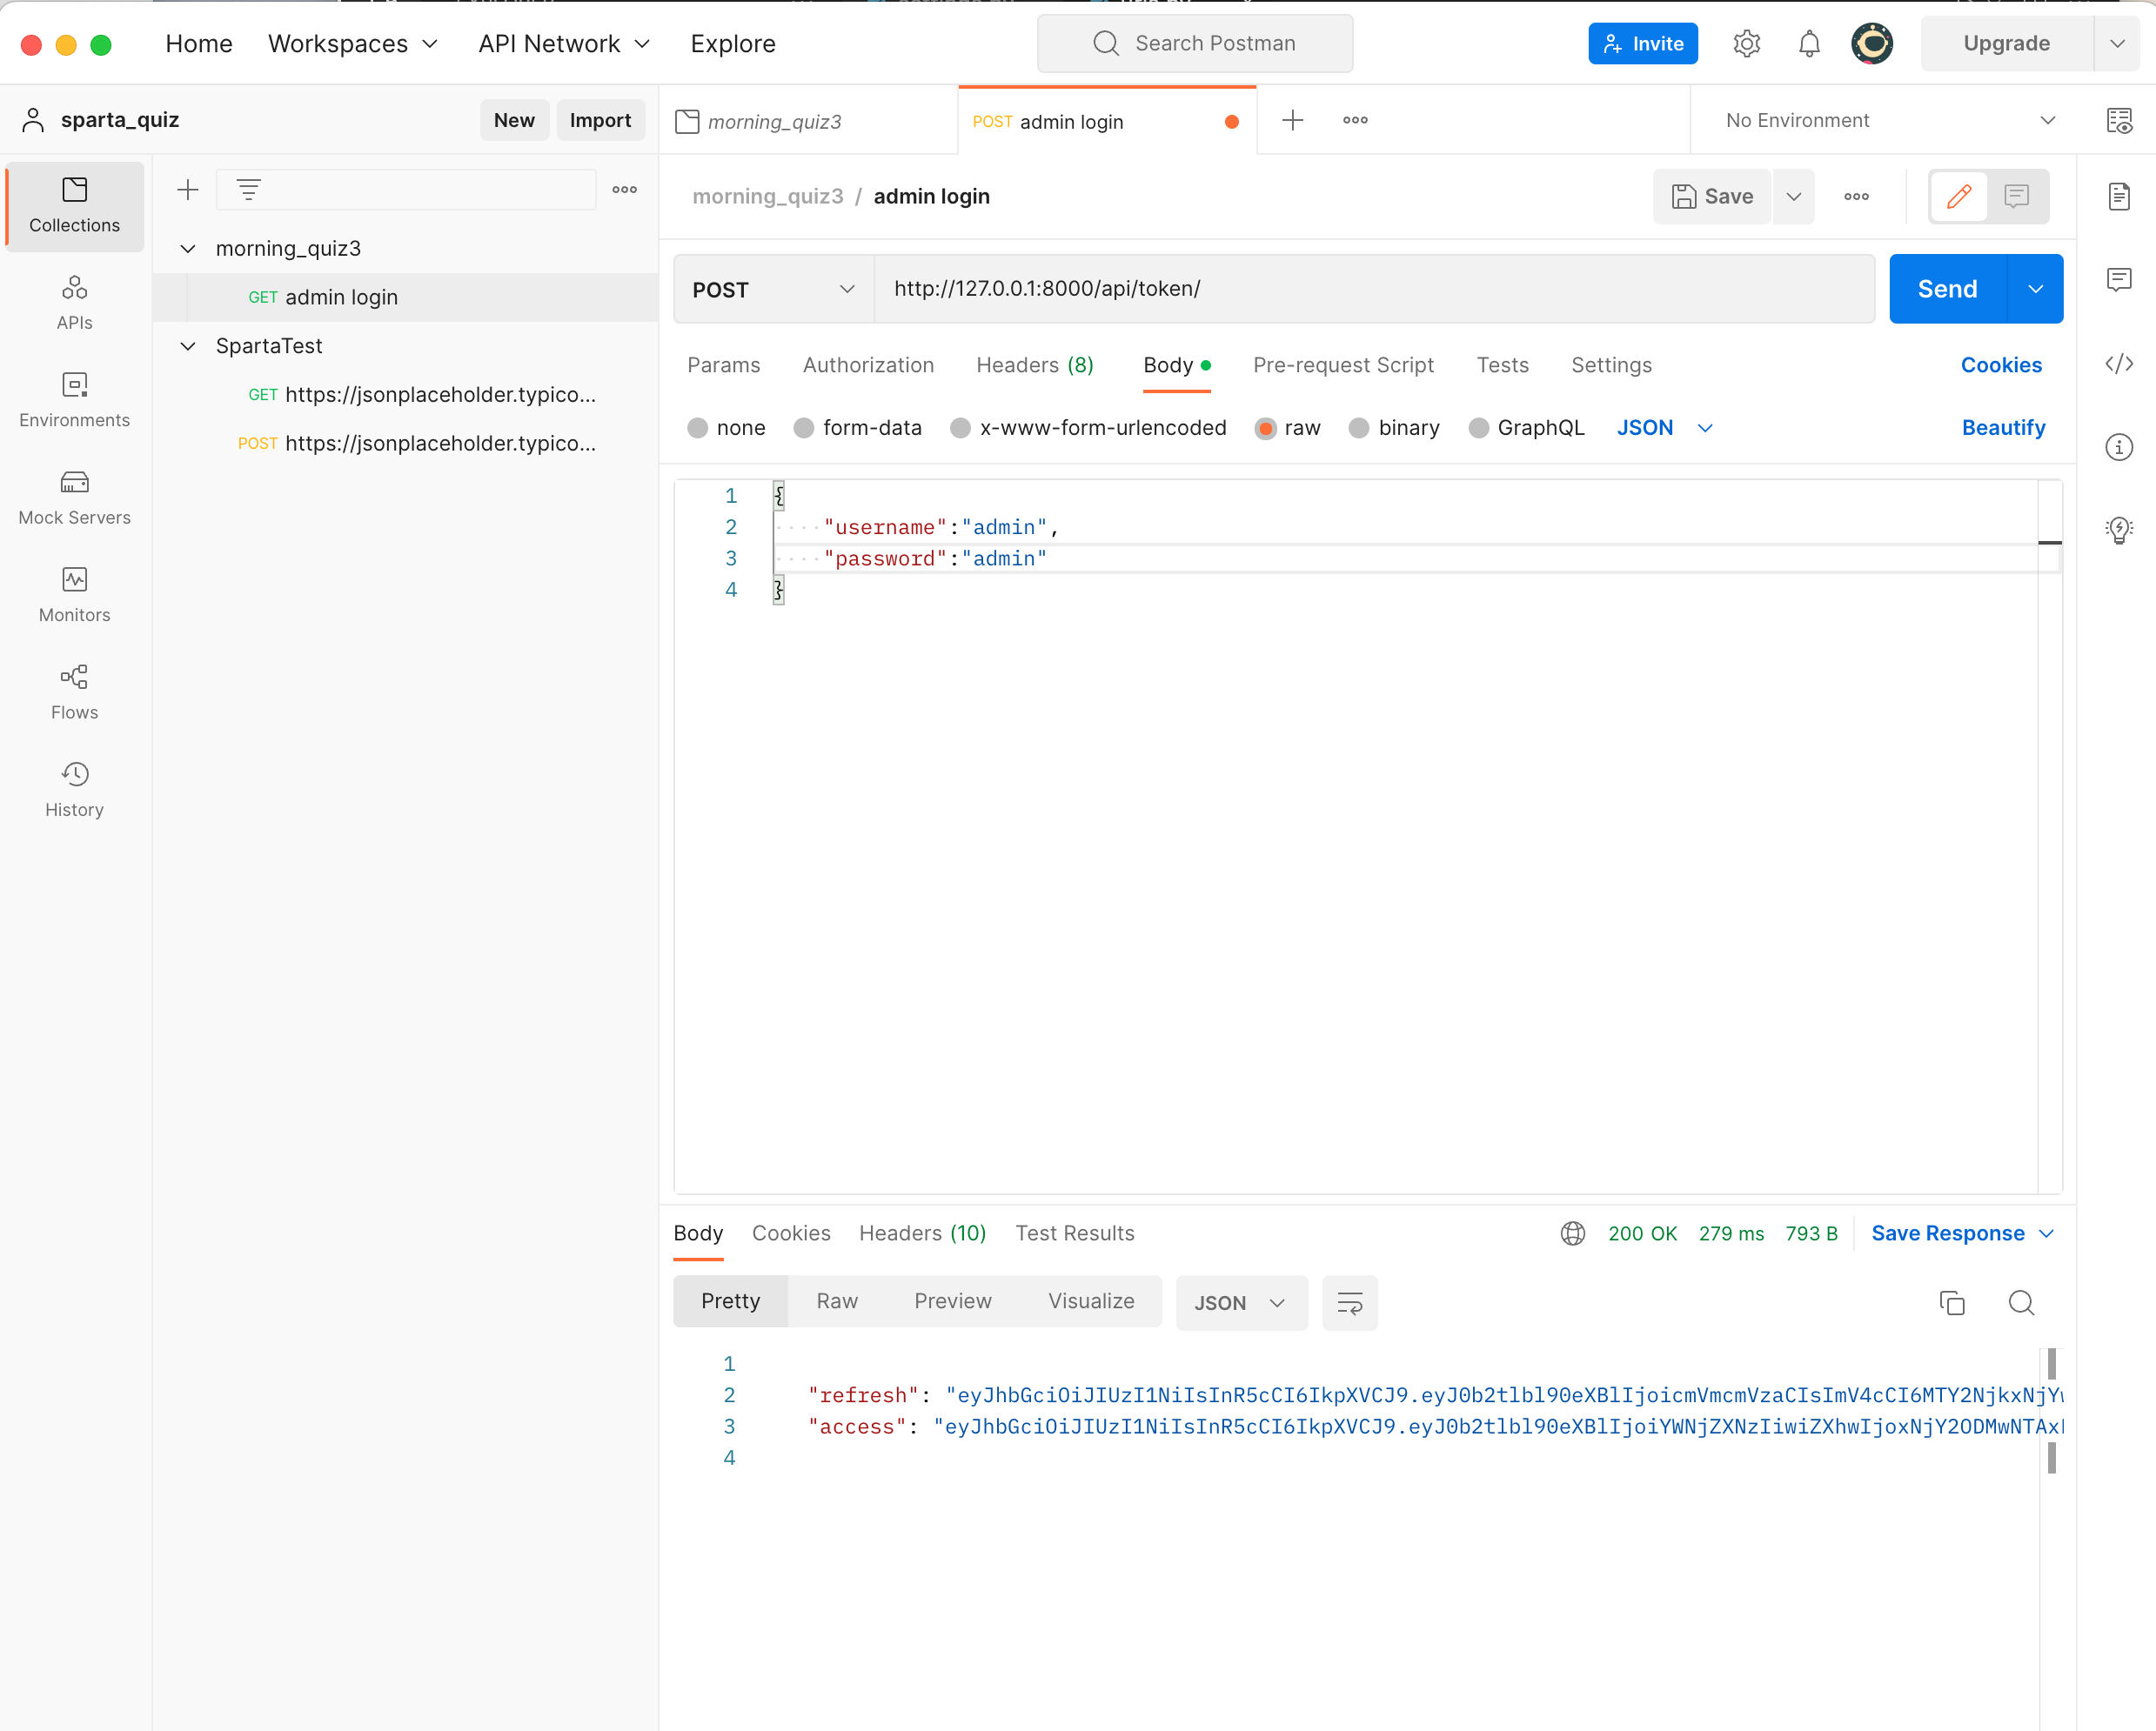 Home Workspaces API Network Explore Search Postman Invite Upgrade
sparta_quiz New Import morning_quiz3 POST admin login No Environment
Collections
APIs
Environments
Mock Servers
Monitors
Flows
History
morning_quiz3
GET admin login
SpartaTest
GET https://jsonplaceholder.typico...
POST https://jsonplaceholder.typico...
morning_quiz3 / admin login Save
POST http://127.0.0.1:8000/api/token/ Send
Params Authorization Headers (8) Body Pre-request Script Tests Settings Cookies
none form-data x-www-form-urlencoded raw binary GraphQL JSON Beautify
1 {
2 "username":"admin",
3 "password":"admin"
4 }
Body Cookies Headers (10) Test Results 200 OK 279 ms 793 B Save Response
Pretty Raw Preview Visualize JSON
1
2 "refresh": "eyJhbGciOiJIUzI1NiIsInR5cCI6IkpXVCJ9.eyJ0b2tlbl90eXBlIjoicmVmcmVzaCIsImV4cCI6MTY2NjkxNjYw
3 "access": "eyJhbGciOiJIUzI1NiIsInR5cCI6IkpXVCJ9.eyJ0b2tlbl90eXBlIjoiYWNjZXNzIiwiZXhwIjoxNjY2ODMwNTAx
4